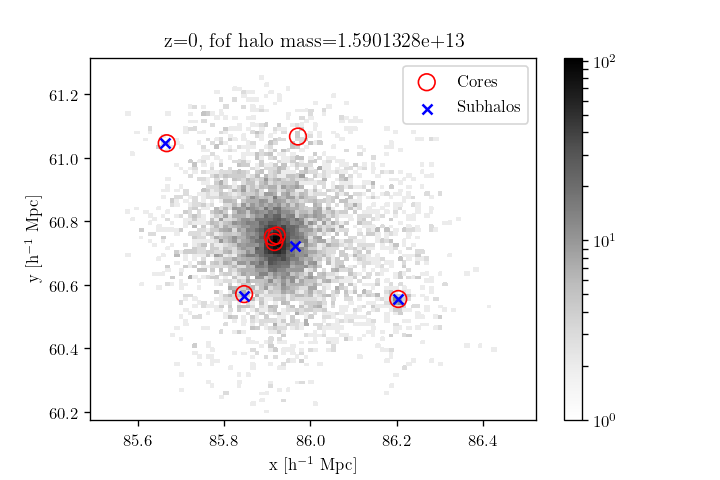 z=0, fof halo mass=1.5901328e+13
Cores
Subhalos
61.2
61.0
60.8
60.6
60.4
60.2
y [h⁻¹ Mpc]
85.6 85.8 86.0 86.2 86.4
x [h⁻¹ Mpc]
10²
10¹
10⁰